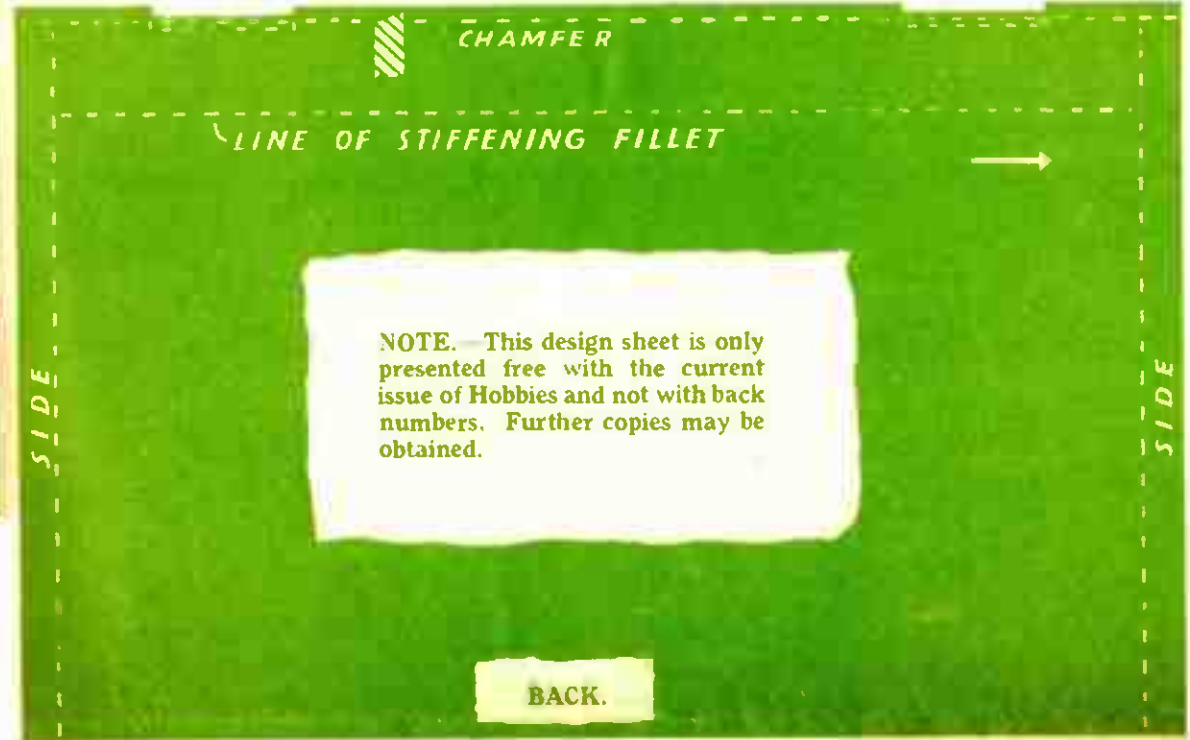 CHAMFER
LINE OF STIFFENING FILLET
SIDE
SIDE
NOTE.—This design sheet is only
presented free with the current
issue of Hobbies and not with back
numbers. Further copies may be
obtained.
BACK.